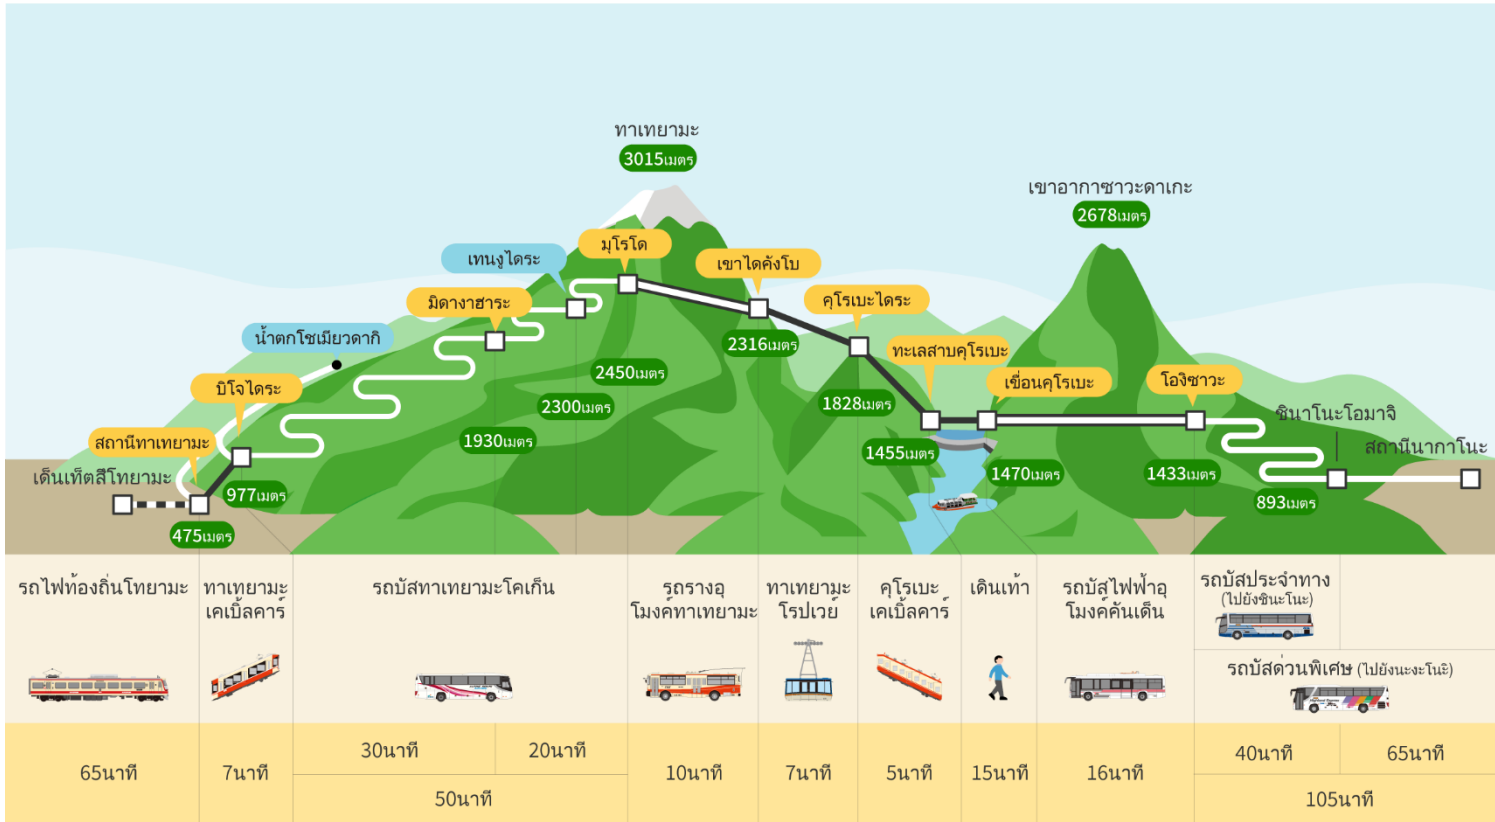 ทาเทยามะ
3015เมตร
เขาอากาซาวะดาเกะ
2678เมตร
มุโรโด
เทนงูไดระ
เขาไดคังโบ
มิดางาฮาระ
คุโรเบะไดระ
น้ำตกโชเมียวดากิ
2316เมตร
ทะเลสาบคุโรเบะ
2450เมตร
บิโจไดระ
เขื่อนคุโรเบะ
โอगิซาวะ
1828เมตร
2300เมตร
ชินาโนะโอมาจิ
สถานีทาเทยามะ
1930เมตร
สถานีนากาโนะ
1455เมตร
เด็นเท็ตสึโทยามะ
1470เมตร
1433เมตร
977เมตร
893เมตร
475เมตร
รถไฟท้องถิ่นโทยามะ
ทาเทยามะ
เคเบิ้ลคาร์
รถบัสทาเทยามะโคเก็น
รถรางอุ
โมงค์ทาเทยามะ
ทาเทยามะ
โรปเวย์
คุโรเบะ
เคเบิ้ลคาร์
เดินเท้า
รถบัสไฟฟ้าอุ
โมงค์คันเด็น
รถบัสประจำทาง
(ไปยังชินะโนะ)
รถบัสด่วนพิเศษ (ไปยังนะงะโนะ)
65นาที
7นาที
30นาที
20นาที
50นาที
10นาที
7นาที
5นาที
15นาที
16นาที
40นาที
65นาที
105นาที